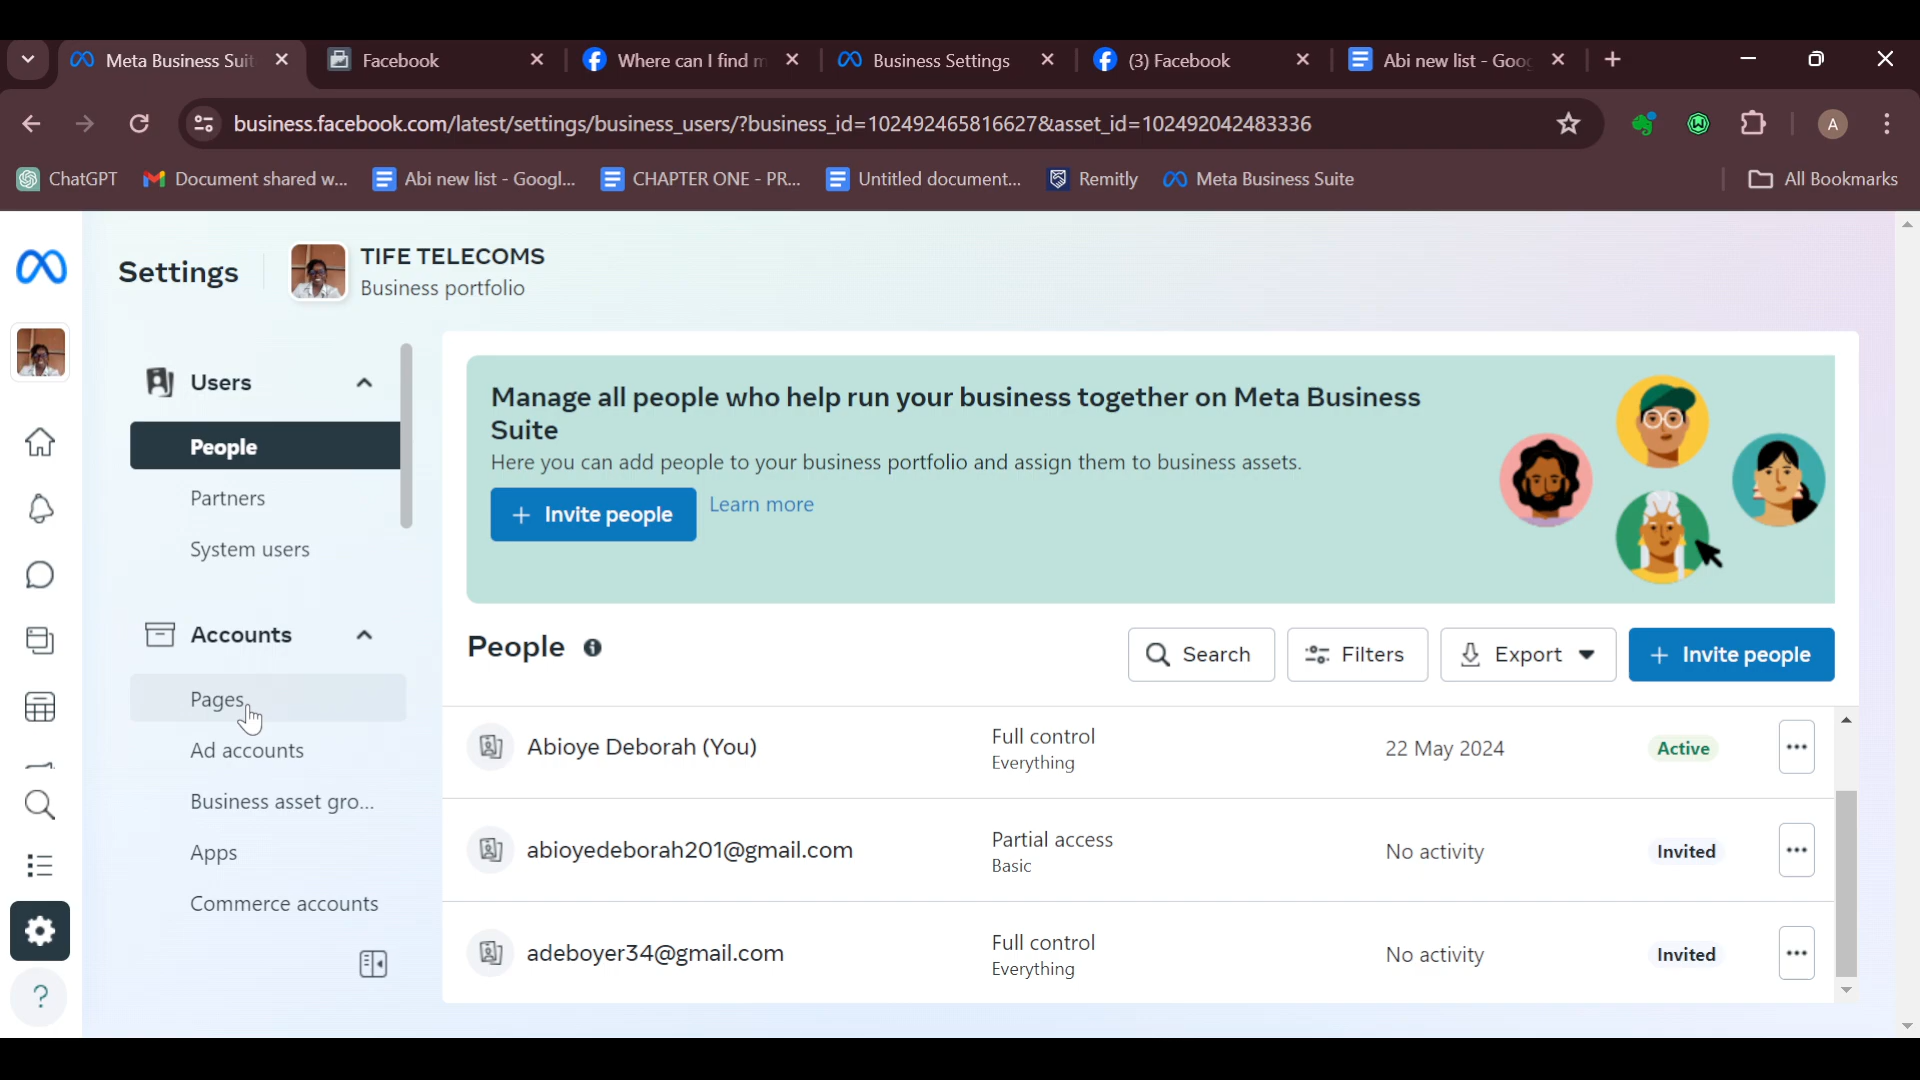 Meta Business Suit
Facebook
Where can I find m
Business Settings
(3) Facebook
Abi new list - Goog
business.facebook.com/latest/settings/business_users/?business_id=102492465816627&asset_id=102492042483336
A
ChatGPT
Document shared w...
Abi new list - Googl...
CHAPTER ONE - PR...
Untitled document...
Remitly
Meta Business Suite
All Bookmarks
Settings
TIFE TELECOMS
Business portfolio
Users
People
Partners
System users
Accounts
Pages
Ad accounts
Business asset gro...
Apps
Commerce accounts
Manage all people who help run your business together on Meta Business
Suite
Here you can add people to your business portfolio and assign them to business assets.
+ Invite people
Learn more
People
Search
Filters
Export
+ Invite people
Abioye Deborah (You)
Full control
Everything
22 May 2024
Active
abioyedeborah201@gmail.com
Partial access
Basic
No activity
Invited
adeboyer34@gmail.com
Full control
Everything
No activity
Invited